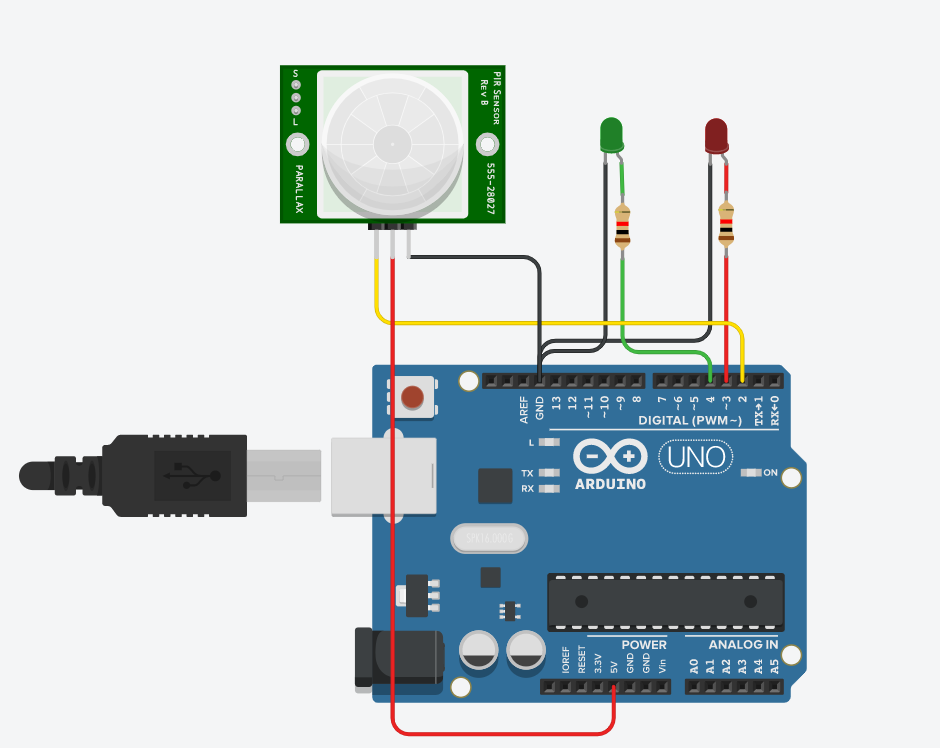 S
L
PARALLAX
PIR SENSOR
REV B
555-28027
AREF
GND
13
12
~11
~10
~9
8
7
~6
~5
4
~3
2
TX→1
RX←0
DIGITAL (PWM~)
L
TX
RX
ARDUINO
UNO
ON
POWER
ANALOG IN
IOREF
RESET
3.3V
5V
GND
GND
Vin
A0
A1
A2
A3
A4
A5